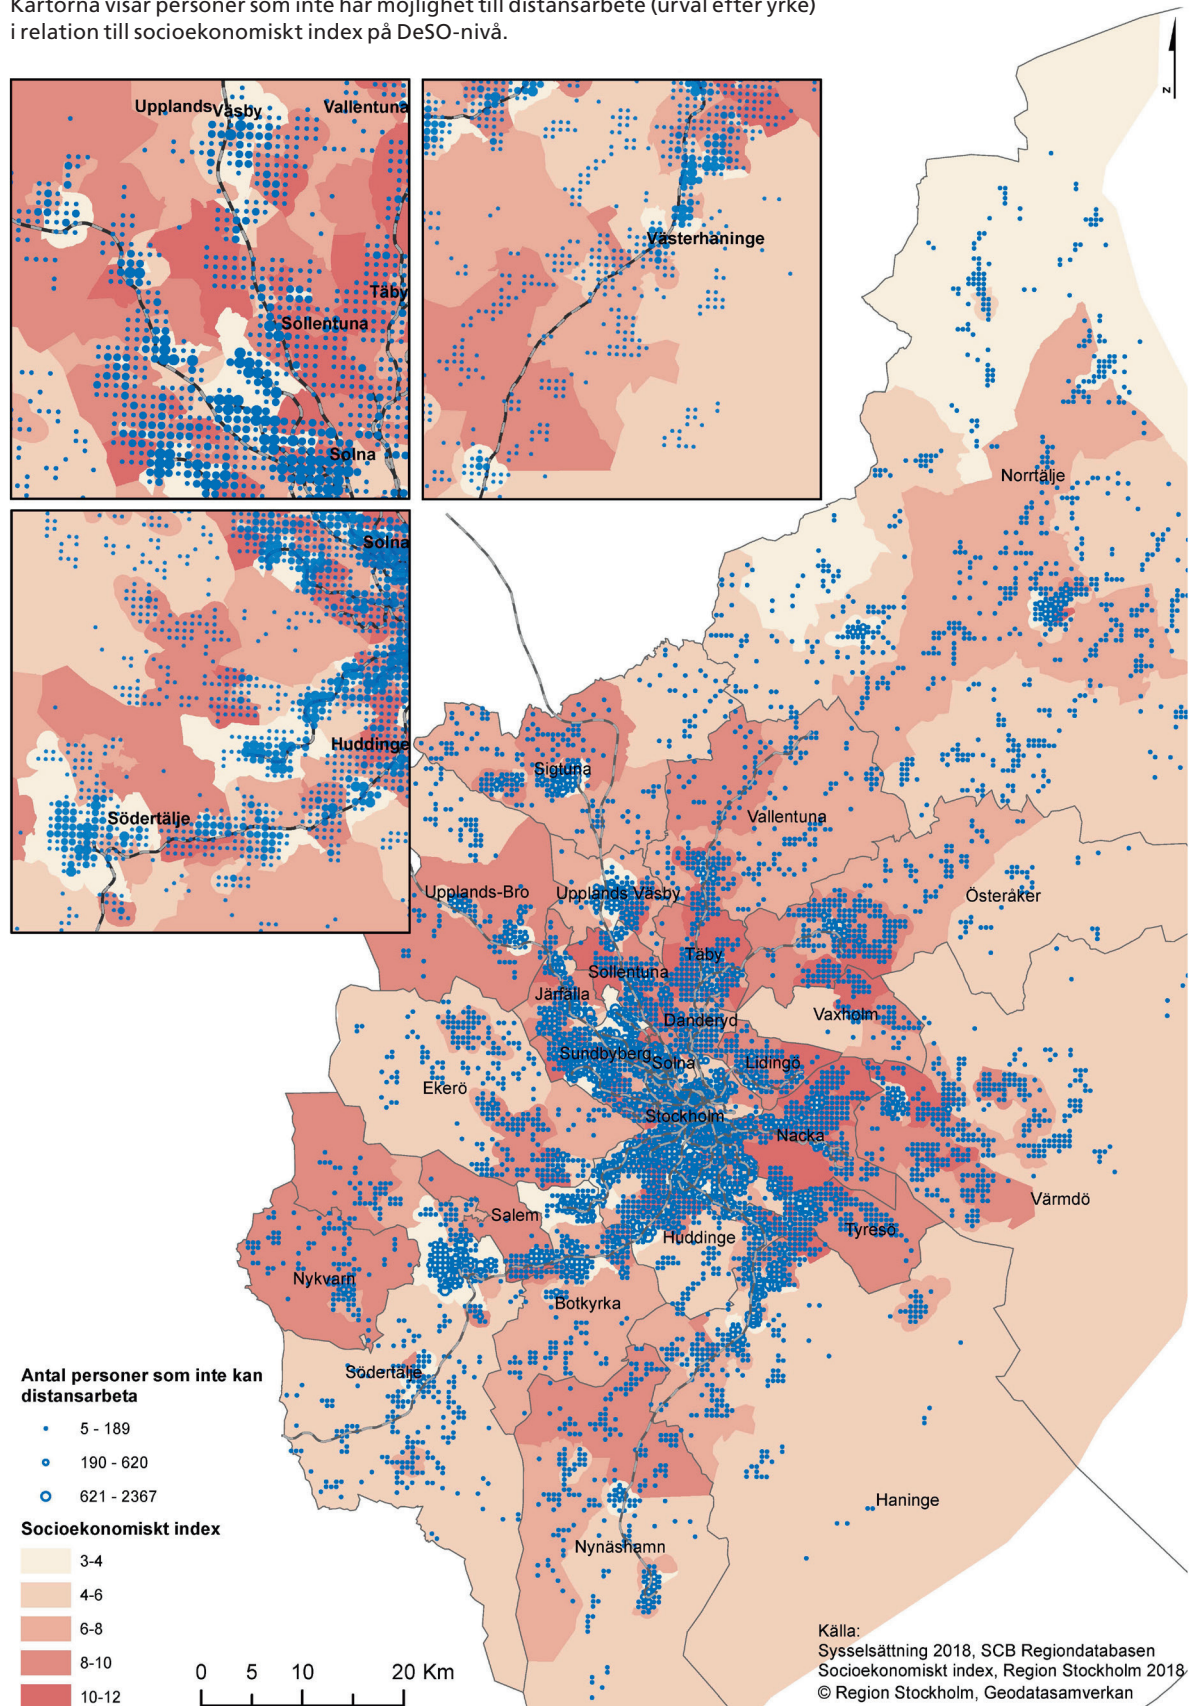 Kartorna visar personer som inte har möjlighet till distansarbete (urval efter yrke)
i relation till socioekonomiskt index på DeSO-nivå.
N
Upplands Väsby
Vallentuna
Täby
Sollentuna
Solna
Västerhaninge
Solna
Huddinge
Södertälje
Norrtälje
Sigtuna
Vallentuna
Österåker
Upplands-Bro
Upplands Väsby
Täby
Sollentuna
Järfälla
Vaxholm
Danderyd
Sundbyberg
Solna
Lidingö
Ekerö
Stockholm
Nacka
Värmdö
Salem
Huddinge
Tyresö
Nykvarn
Botkyrka
Södertälje
Haninge
Nynäshamn
Antal personer som inte kan
distansarbeta
5 - 189
190 - 620
621 - 2367
Socioekonomiskt index
3-4
4-6
6-8
8-10
10-12
0 5 10 20 Km
Källa:
Sysselsättning 2018, SCB Regiondatabasen
Socioekonomiskt index, Region Stockholm 2018
© Region Stockholm, Geodatasamverkan